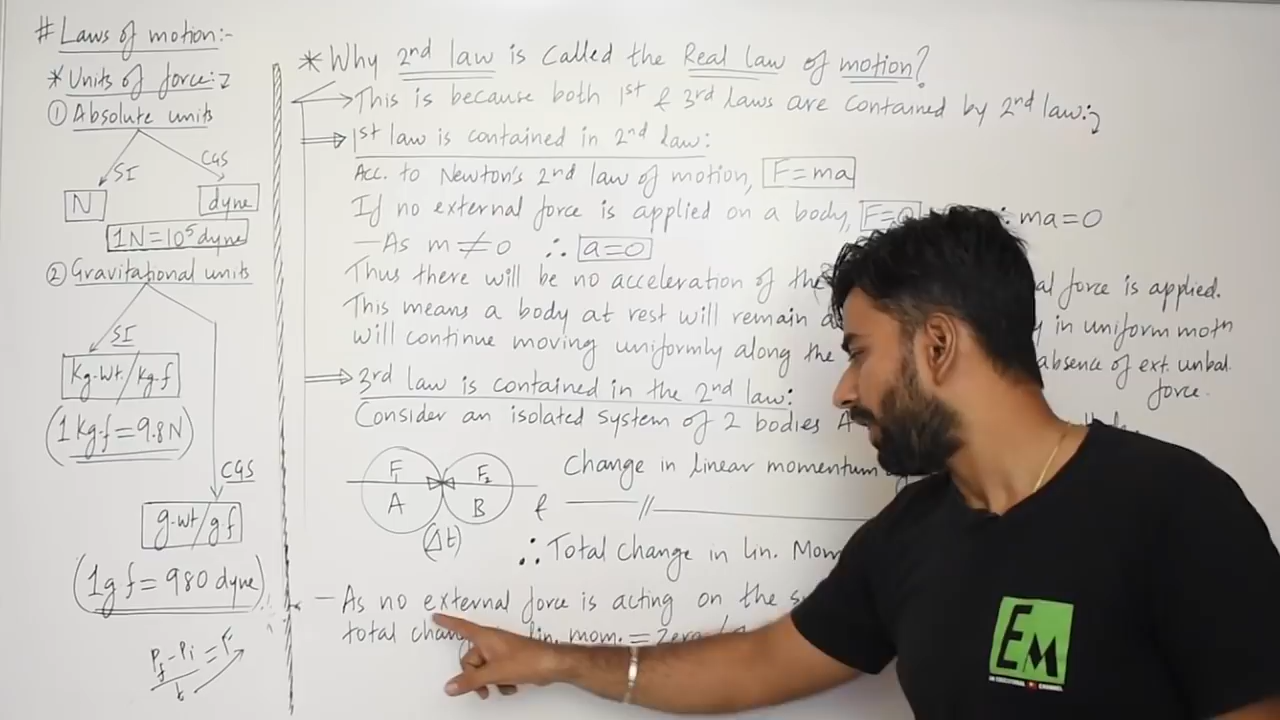 # Laws of motion:-
* Units of force:
① Absolute units
SI
CGS
N
dyne
1N=10⁵dyne
② Gravitational units
SI
Kg-wt./Kg.f
(1 Kg.f=9.8N)
CGS
g-wt/g f
(1g f = 980 dyne)
Pf - Pi = F
t
* Why 2nd law is called the Real law of motion?
→ This is because both 1st & 3rd laws are contained by 2nd law:
⇒ 1st law is contained in 2nd law:
Acc. to Newton's 2nd law of motion, F=ma
If no external force is applied on a body, F=0 : ma=0
— As m≠0 ∴ a=0
Thus there will be no acceleration of the al force is applied.
This means a body at rest will remain in uniform motn
will continue moving uniformly along the absence of ext. unbal.
force.
⇒ 3rd law is contained in the 2nd law:
Consider an isolated system of 2 bodies A
F₁ F₂
A B
(Δt)
Change in linear momentum
& —— // ——
∴ Total Change in Lin. Mom
— As no external force is acting on the
total lin. mom. = Zero
EM
AN EDUCATIONAL CHANNEL